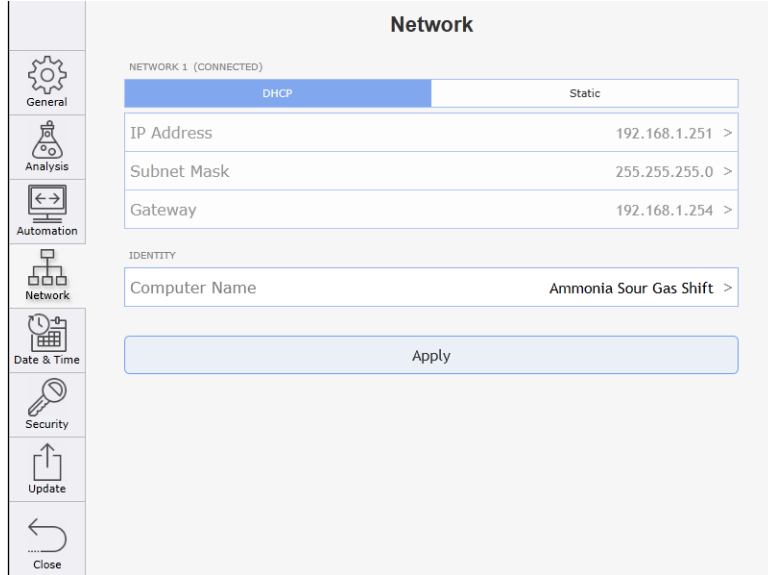 Network
NETWORK 1 (CONNECTED)
DHCP Static
IP Address 192.168.1.251 >
Subnet Mask 255.255.255.0 >
Gateway 192.168.1.254 >
IDENTITY
Computer Name Ammonia Sour Gas Shift >
Apply
General
Analysis
Automation
Network
Date & Time
Security
Update
Close